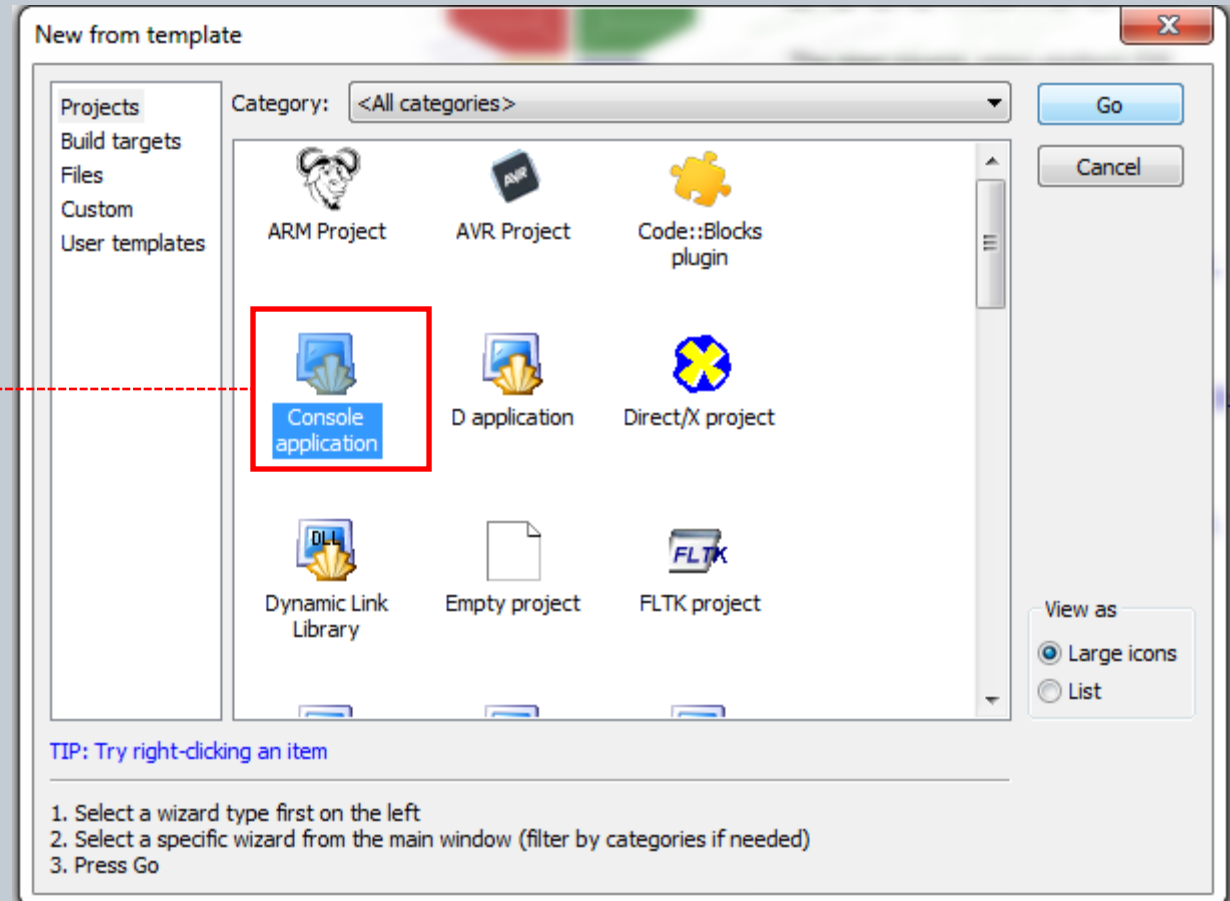 New from template
X
Projects
Build targets
Files
Custom
User templates
Category: <All categories>
Go
Cancel
ARM Project
AVR
AVR Project
Code::Blocks
plugin
Console
application
D application
Direct/X project
DLL
Dynamic Link
Library
Empty project
FLTK
FLTK project
View as
Large icons
List
TIP: Try right-clicking an item
1. Select a wizard type first on the left
2. Select a specific wizard from the main window (filter by categories if needed)
3. Press Go